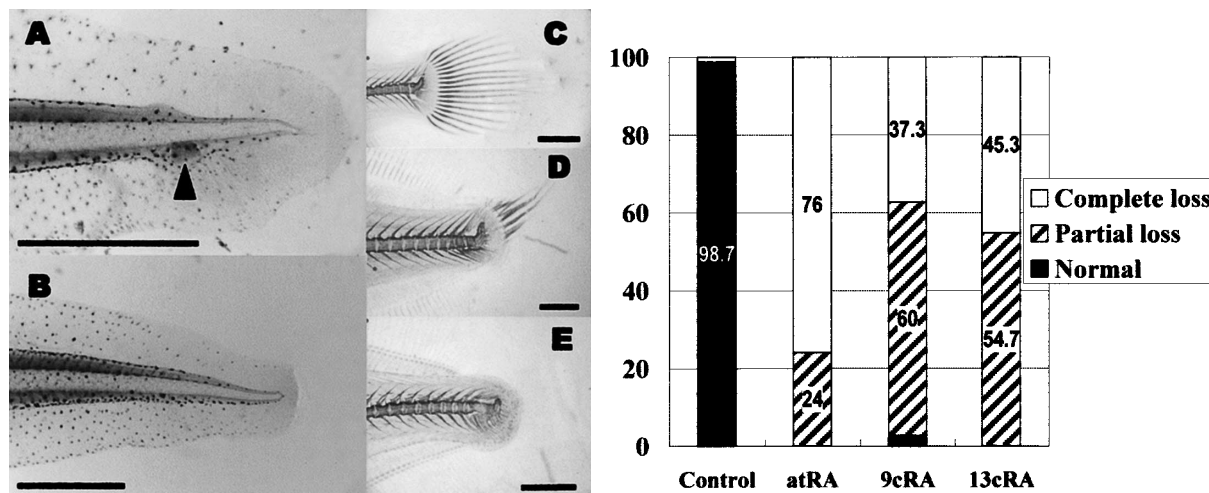 A
B
C
D
E
100
80
60
40
20
0
98.7
76
24
37.3
60
45.3
54.7
Control atRA 9cRA 13cRA
Complete loss
Partial loss
Normal